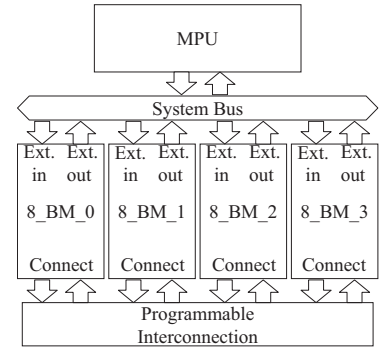 MPU
System Bus
Ext. Ext. Ext. Ext. Ext. Ext. Ext. Ext.
in out in out in out in out
8_BM_0 8_BM_1 8_BM_2 8_BM_3
Connect Connect Connect Connect
Programmable
Interconnection